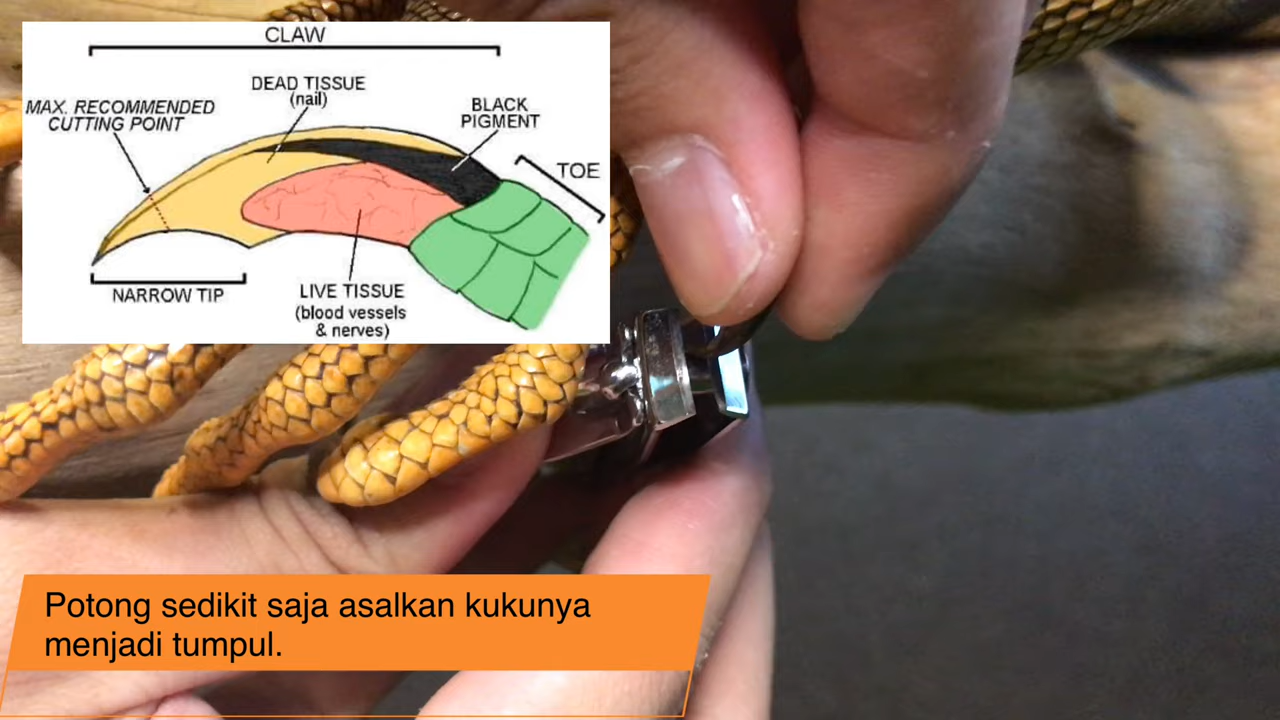 CLAW
DEAD TISSUE
(nail)
MAX. RECOMMENDED
CUTTING POINT
BLACK
PIGMENT
TOE
NARROW TIP
LIVE TISSUE
(blood vessels
& nerves)
Potong sedikit saja asalkan kukunya
menjadi tumpul.